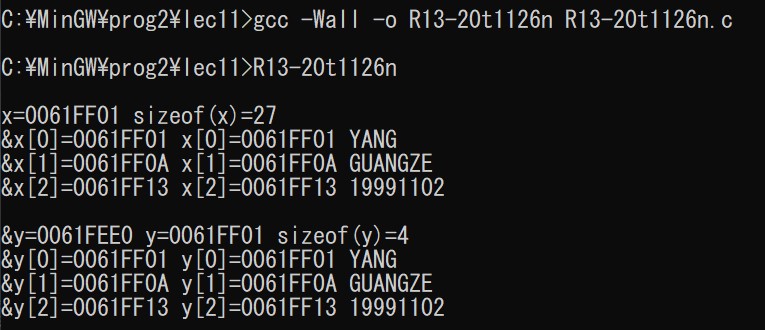 C:¥MinGW¥prog2¥lec11>gcc -Wall -o R13-20t1126n R13-20t1126n.c
C:¥MinGW¥prog2¥lec11>R13-20t1126n
x=0061FF01 sizeof(x)=27
&x[0]=0061FF01 x[0]=0061FF01 YANG
&x[1]=0061FF0A x[1]=0061FF0A GUANGZE
&x[2]=0061FF13 x[2]=0061FF13 19991102
&y=0061FEE0 y=0061FF01 sizeof(y)=4
&y[0]=0061FF01 y[0]=0061FF01 YANG
&y[1]=0061FF0A y[1]=0061FF0A GUANGZE
&y[2]=0061FF13 y[2]=0061FF13 19991102